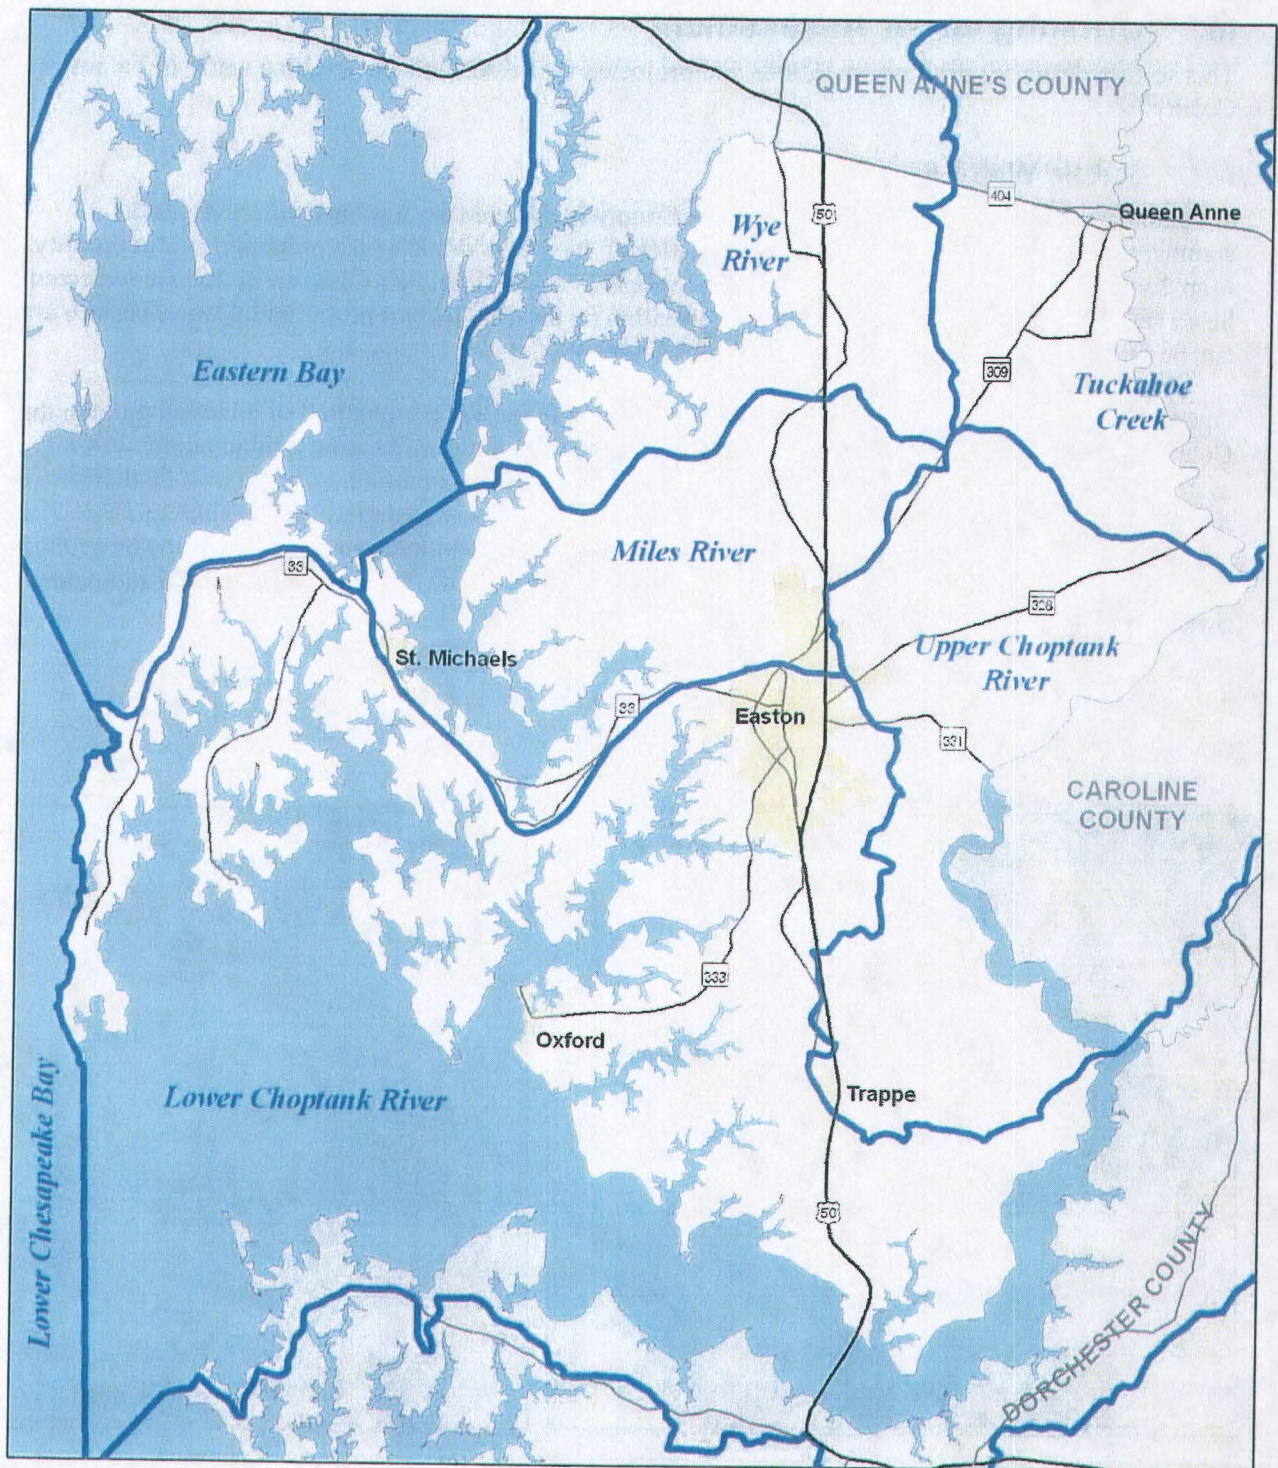 QUEEN ANNE'S COUNTY
404
Queen Anne
50
Wye
River
Eastern Bay
309
Tuckahoe
Creek
Miles River
33
328
St. Michaels
Upper Choptank
River
33
Easton
331
CAROLINE
COUNTY
333
Oxford
Lower Choptank River
Trappe
Lower Chesapeake Bay
50
DORCHESTER COUNTY